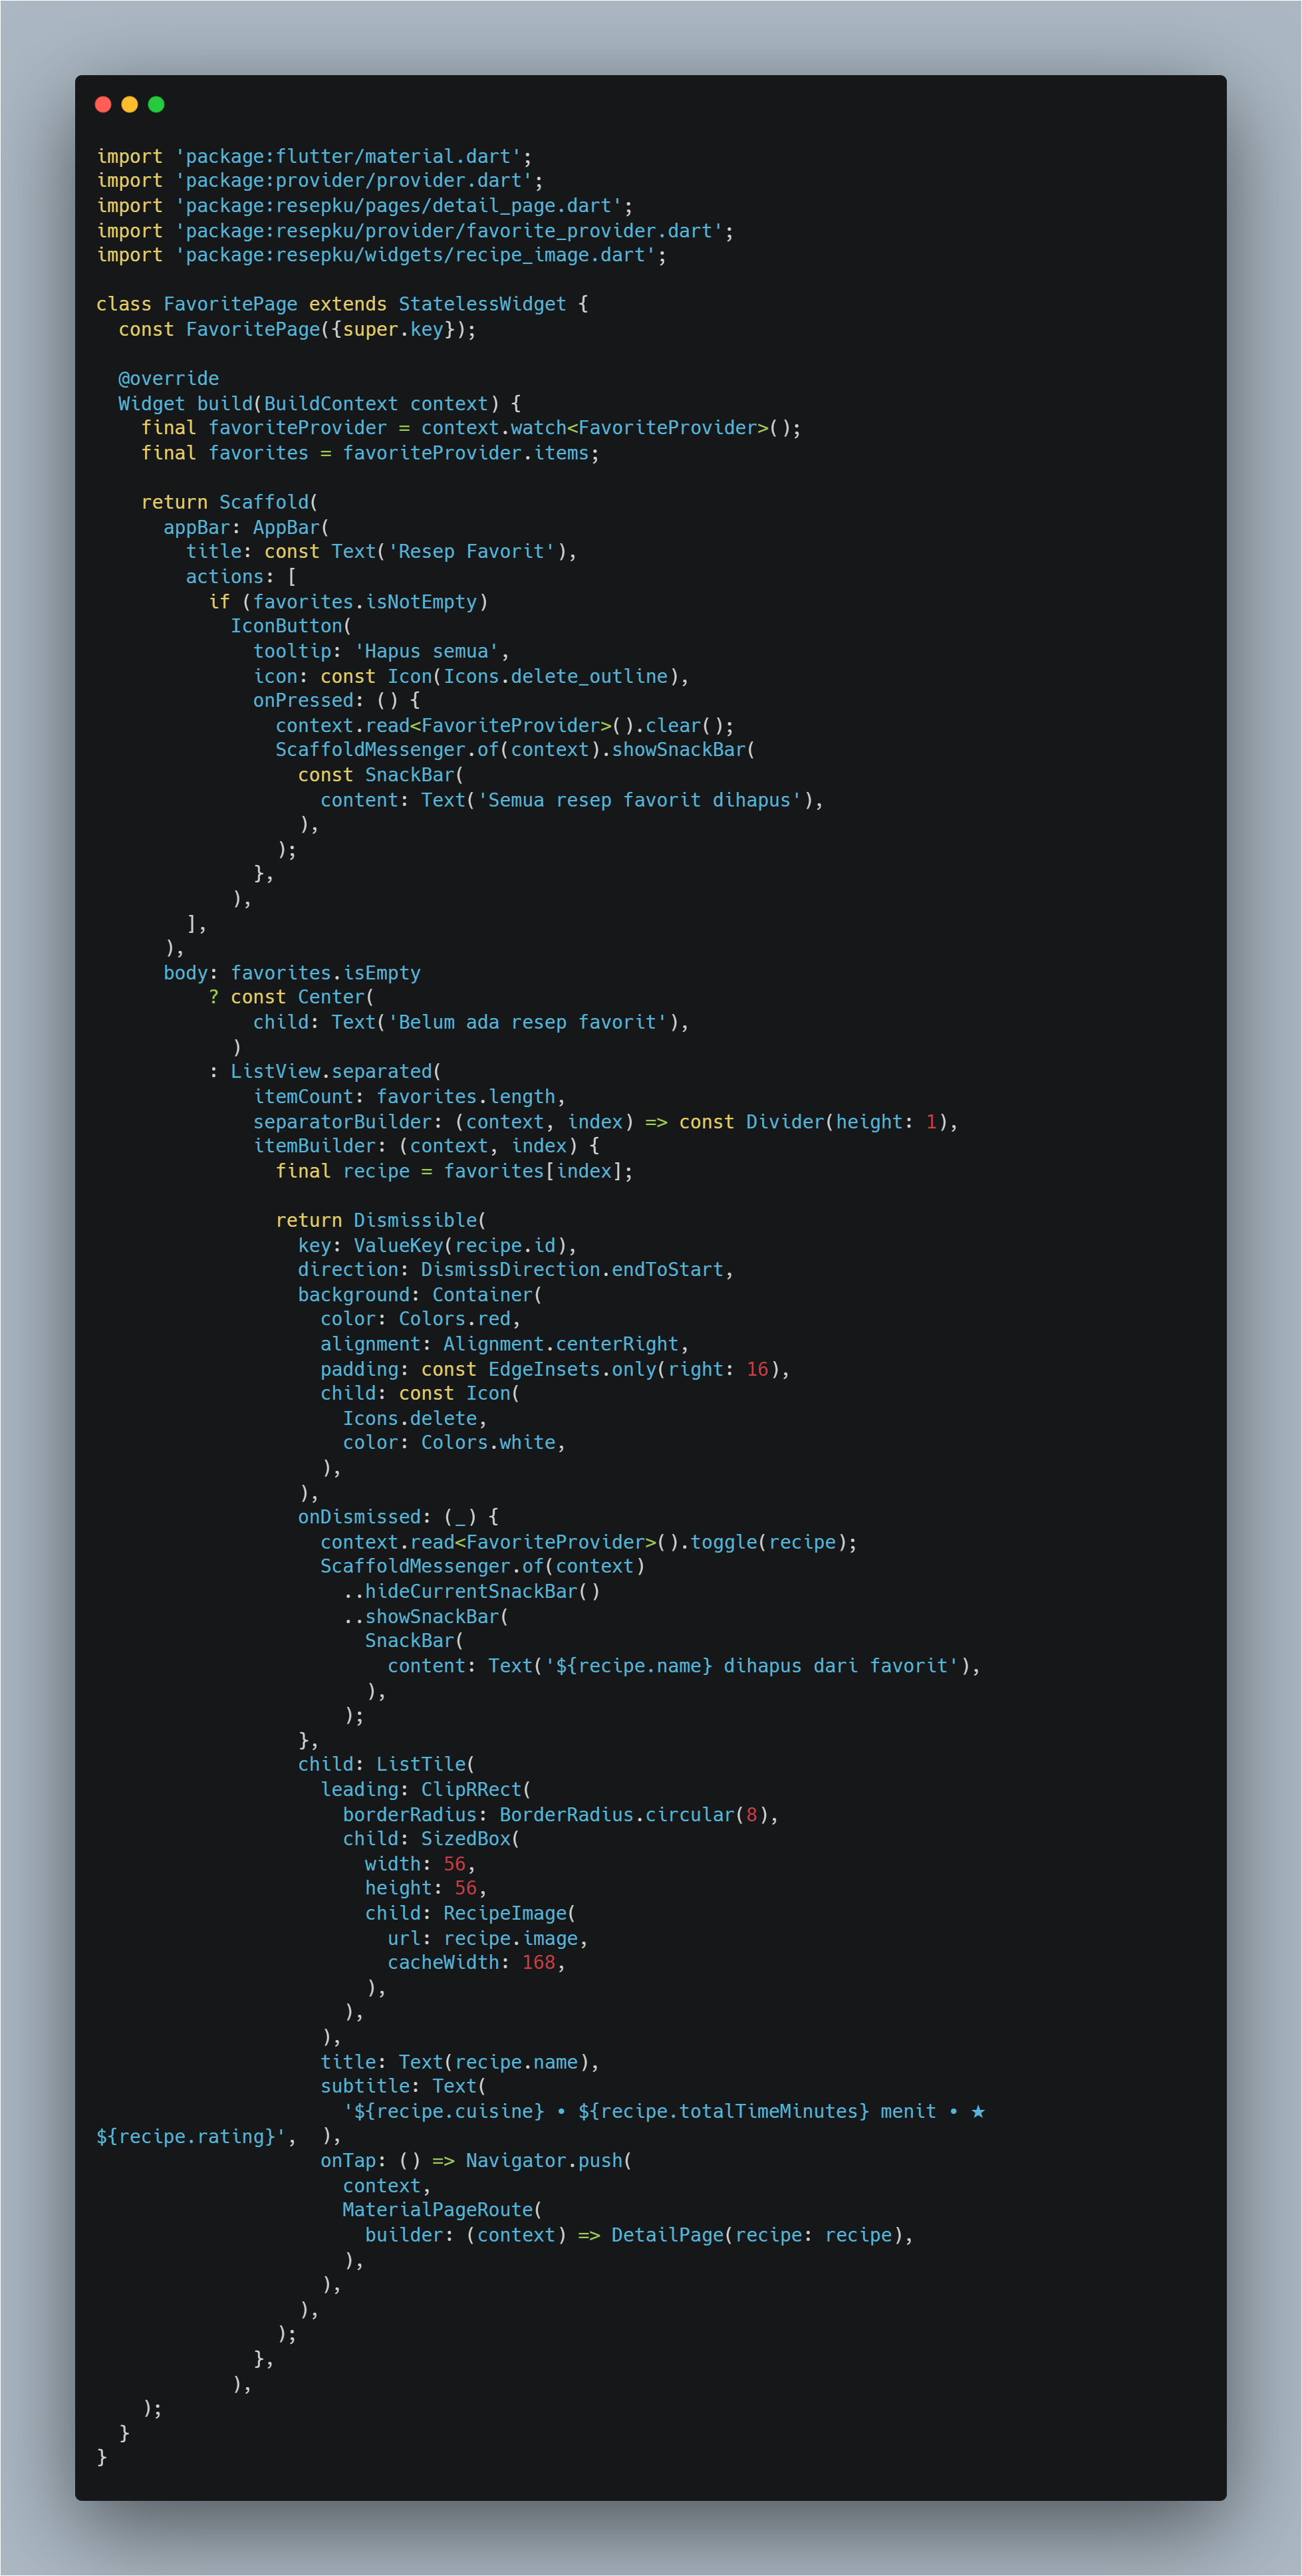 import 'package:flutter/material.dart';
import 'package:provider/provider.dart';
import 'package:resepku/pages/detail_page.dart';
import 'package:resepku/provider/favorite_provider.dart';
import 'package:resepku/widgets/recipe_image.dart';

class FavoritePage extends StatelessWidget {
  const FavoritePage({super.key});

  @override
  Widget build(BuildContext context) {
    final favoriteProvider = context.watch<FavoriteProvider>();
    final favorites = favoriteProvider.items;

    return Scaffold(
      appBar: AppBar(
        title: const Text('Resep Favorit'),
        actions: [
          if (favorites.isNotEmpty)
            IconButton(
              tooltip: 'Hapus semua',
              icon: const Icon(Icons.delete_outline),
              onPressed: () {
                context.read<FavoriteProvider>().clear();
                ScaffoldMessenger.of(context).showSnackBar(
                  const SnackBar(
                    content: Text('Semua resep favorit dihapus'),
                  ),
                );
              },
            ),
        ],
      ),
      body: favorites.isEmpty
          ? const Center(
              child: Text('Belum ada resep favorit'),
            )
          : ListView.separated(
              itemCount: favorites.length,
              separatorBuilder: (context, index) => const Divider(height: 1),
              itemBuilder: (context, index) {
                final recipe = favorites[index];

                return Dismissible(
                  key: ValueKey(recipe.id),
                  direction: DismissDirection.endToStart,
                  background: Container(
                    color: Colors.red,
                    alignment: Alignment.centerRight,
                    padding: const EdgeInsets.only(right: 16),
                    child: const Icon(
                      Icons.delete,
                      color: Colors.white,
                    ),
                  ),
                  onDismissed: (_) {
                    context.read<FavoriteProvider>().toggle(recipe);
                    ScaffoldMessenger.of(context)
                      ..hideCurrentSnackBar()
                      ..showSnackBar(
                        SnackBar(
                          content: Text('${recipe.name} dihapus dari favorit'),
                        ),
                      );
                  },
                  child: ListTile(
                    leading: ClipRRect(
                      borderRadius: BorderRadius.circular(8),
                      child: SizedBox(
                        width: 56,
                        height: 56,
                        child: RecipeImage(
                          url: recipe.image,
                          cacheWidth: 168,
                        ),
                      ),
                    ),
                    title: Text(recipe.name),
                    subtitle: Text(
                      '${recipe.cuisine} • ${recipe.totalTimeMinutes} menit • ★
${recipe.rating}',  ),
                    onTap: () => Navigator.push(
                      context,
                      MaterialPageRoute(
                        builder: (context) => DetailPage(recipe: recipe),
                      ),
                    ),
                  ),
                );
              },
            ),
    );
  }
}